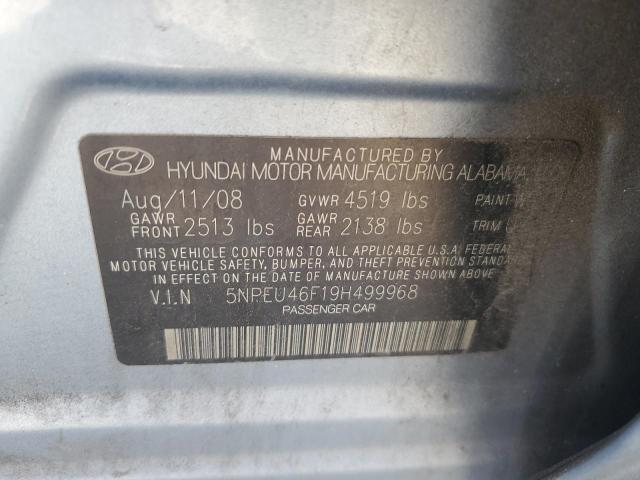 MANUFACTURED BY
HYUNDAI MOTOR MANUFACTURING ALABAMA
Aug/11/08 GVWR 4519 lbs PAINT
GAWR FRONT 2513 lbs GAWR REAR 2138 lbs TRIM
THIS VEHICLE CONFORMS TO ALL APPLICABLE U.S.A FEDERAL
MOTOR VEHICLE SAFETY, BUMPER, AND THEFT PREVENTION
STANDARDS IN EFFECT ON THE DATE OF MANUFACTURE SHOWN ABOVE
V.I.N 5NPEU46F19H499968
PASSENGER CAR